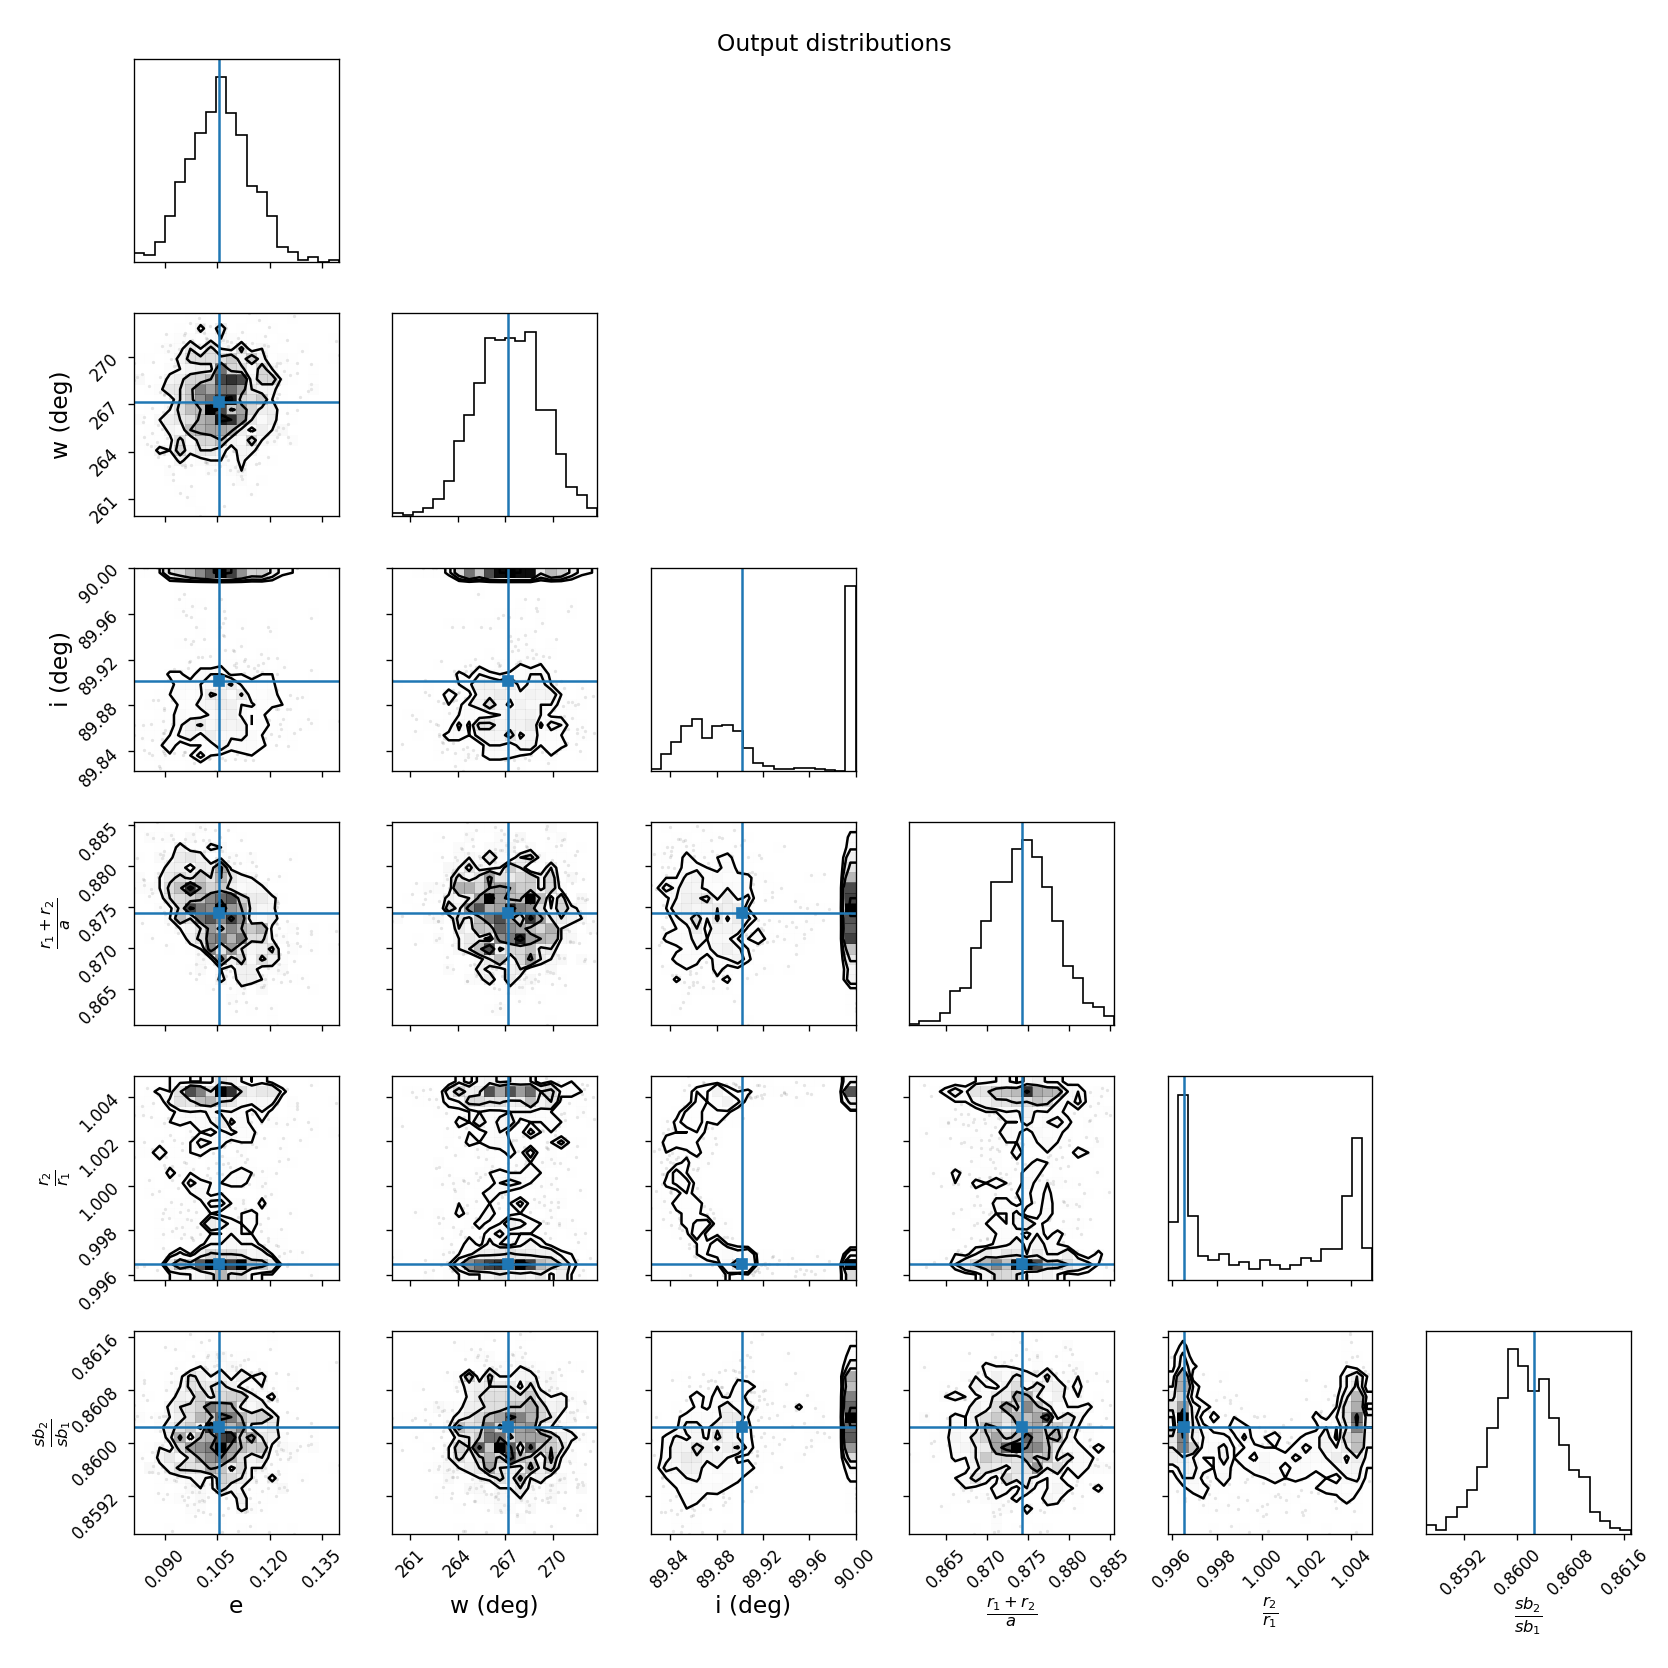 Output distributions
w (deg)
270
267
264
261
i (deg)
90.00
89.96
89.92
89.88
89.84
r₁ + r₂
a
0.885
0.880
0.875
0.870
0.865
r₂
r₁
1.004
1.002
1.000
0.998
0.996
sb₂
sb₁
0.8616
0.8608
0.8600
0.8592
0.090 0.105 0.120 0.135 261 264 267 270 89.84 89.88 89.92 89.96 90.00 0.865 0.870 0.875 0.880 0.885 0.996 0.998 1.000 1.002 1.004 0.8592 0.8600 0.8608 0.8616
e w (deg) i (deg) r₁ + r₂ r₂ sb₂
a r₁ sb₁